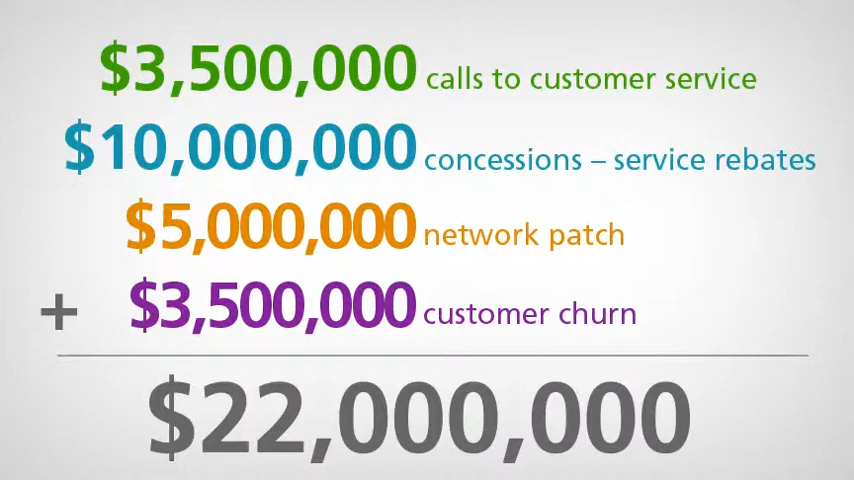 $3,500,000 calls to customer service
$10,000,000 concessions – service rebates
$5,000,000 network patch
+ $3,500,000 customer churn
$22,000,000